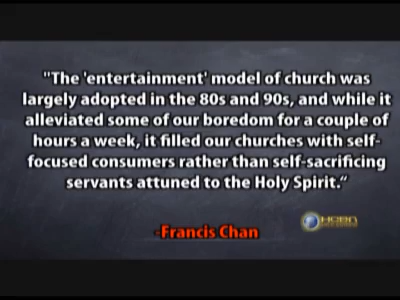 "The 'entertainment' model of church was
largely adopted in the 80s and 90s, and while it
alleviated some of our boredom for a couple of
hours a week, it filled our churches with self-
focused consumers rather than self-sacrificing
servants attuned to the Holy Spirit."
-Francis Chan
HCBN